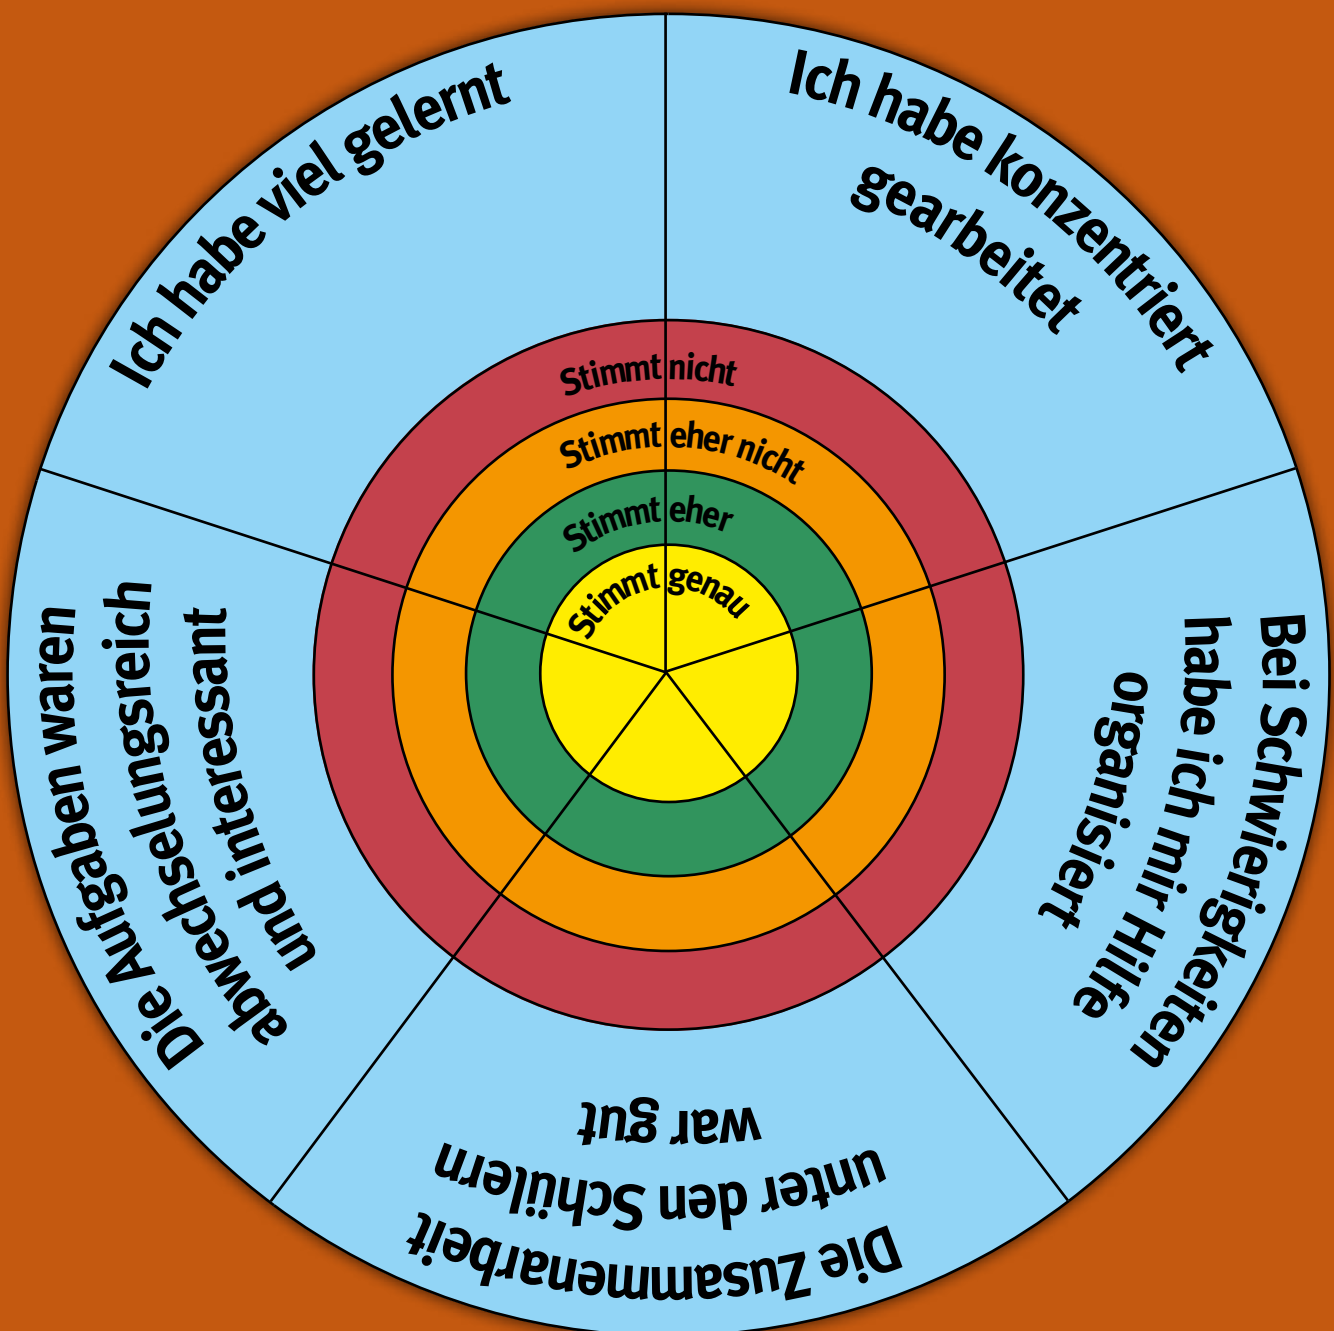 Ich habe viel gelernt
Ich habe konzentriert
gearbeitet
Bei Schwierigkeiten
habe ich mir Hilfe
organisiert
Die Zusammenarbeit
unter den Schülern
war gut
Die Aufgaben waren
abwechselungsreich
und interessant
Stimmt nicht
Stimmt eher nicht
Stimmt eher
Stimmt genau